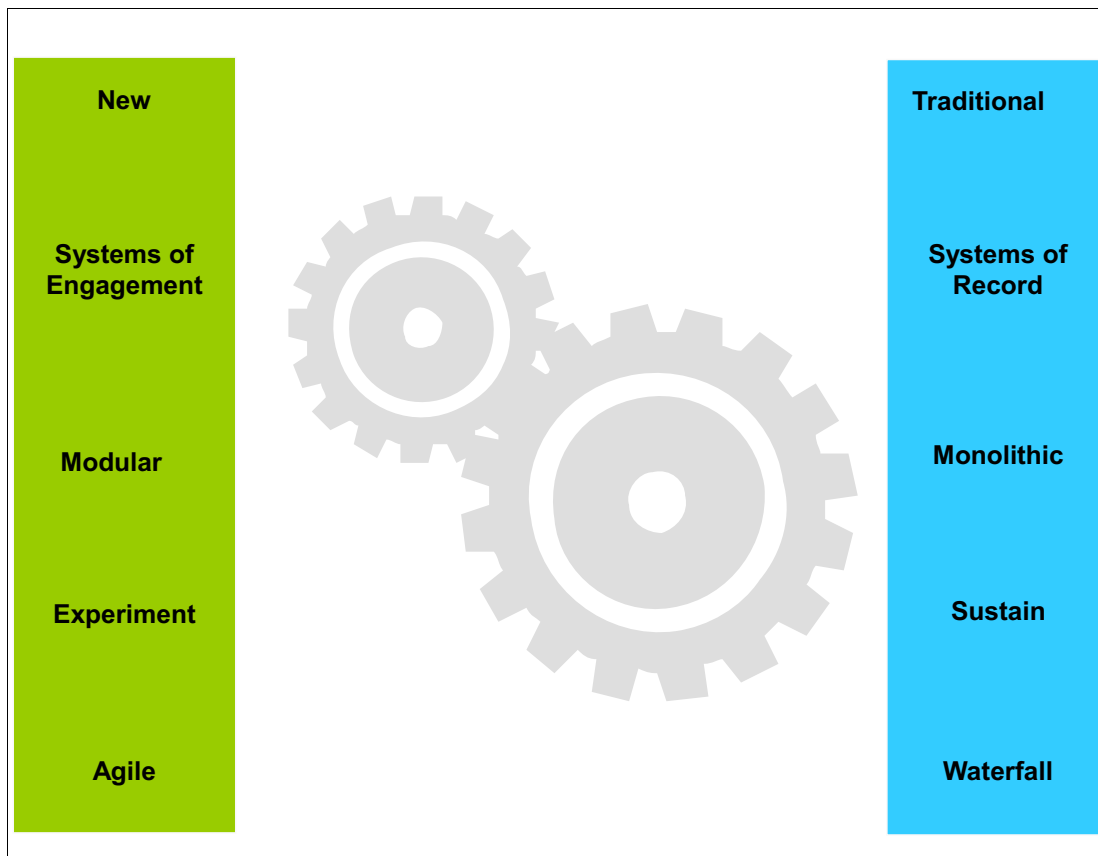 New
Systems of
Engagement
Modular
Experiment
Agile
Traditional
Systems of
Record
Monolithic
Sustain
Waterfall